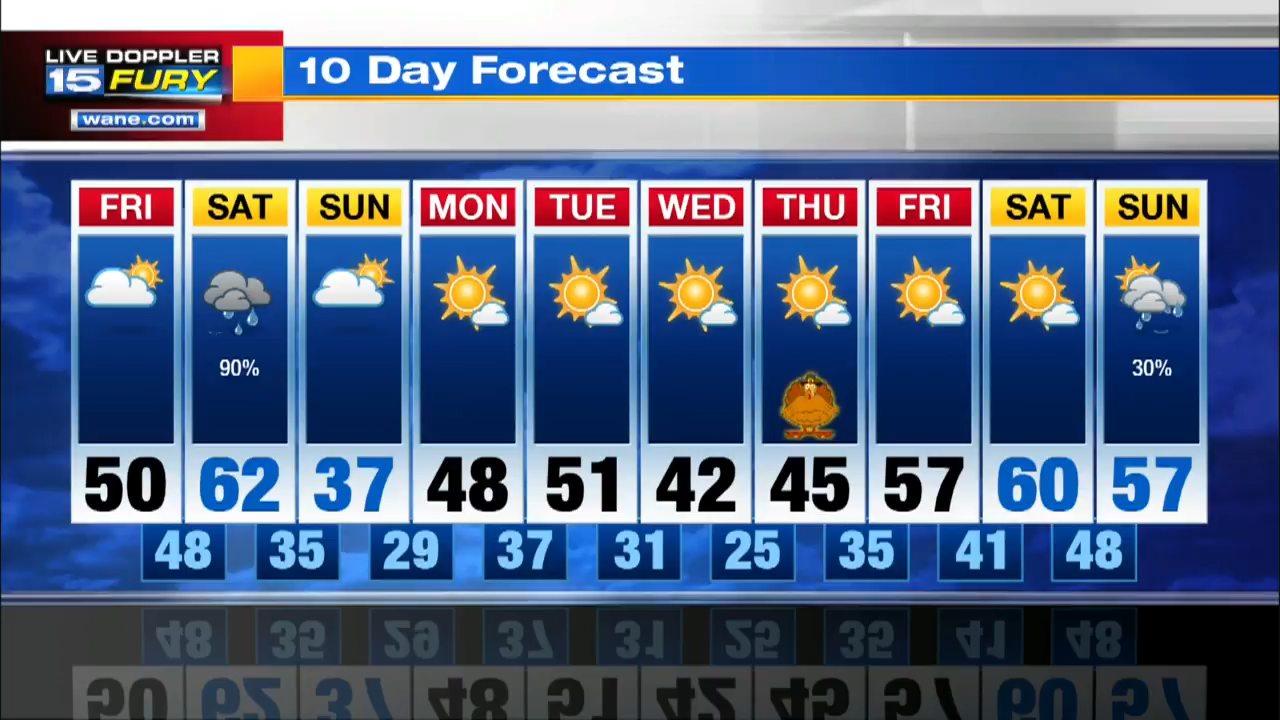 LIVE DOPPLER
15 FURY
wane.com
10 Day Forecast
FRI SAT SUN MON TUE WED THU FRI SAT SUN
90% 30%
50 62 37 48 51 42 45 57 60 57
48 35 29 37 31 25 35 41 48